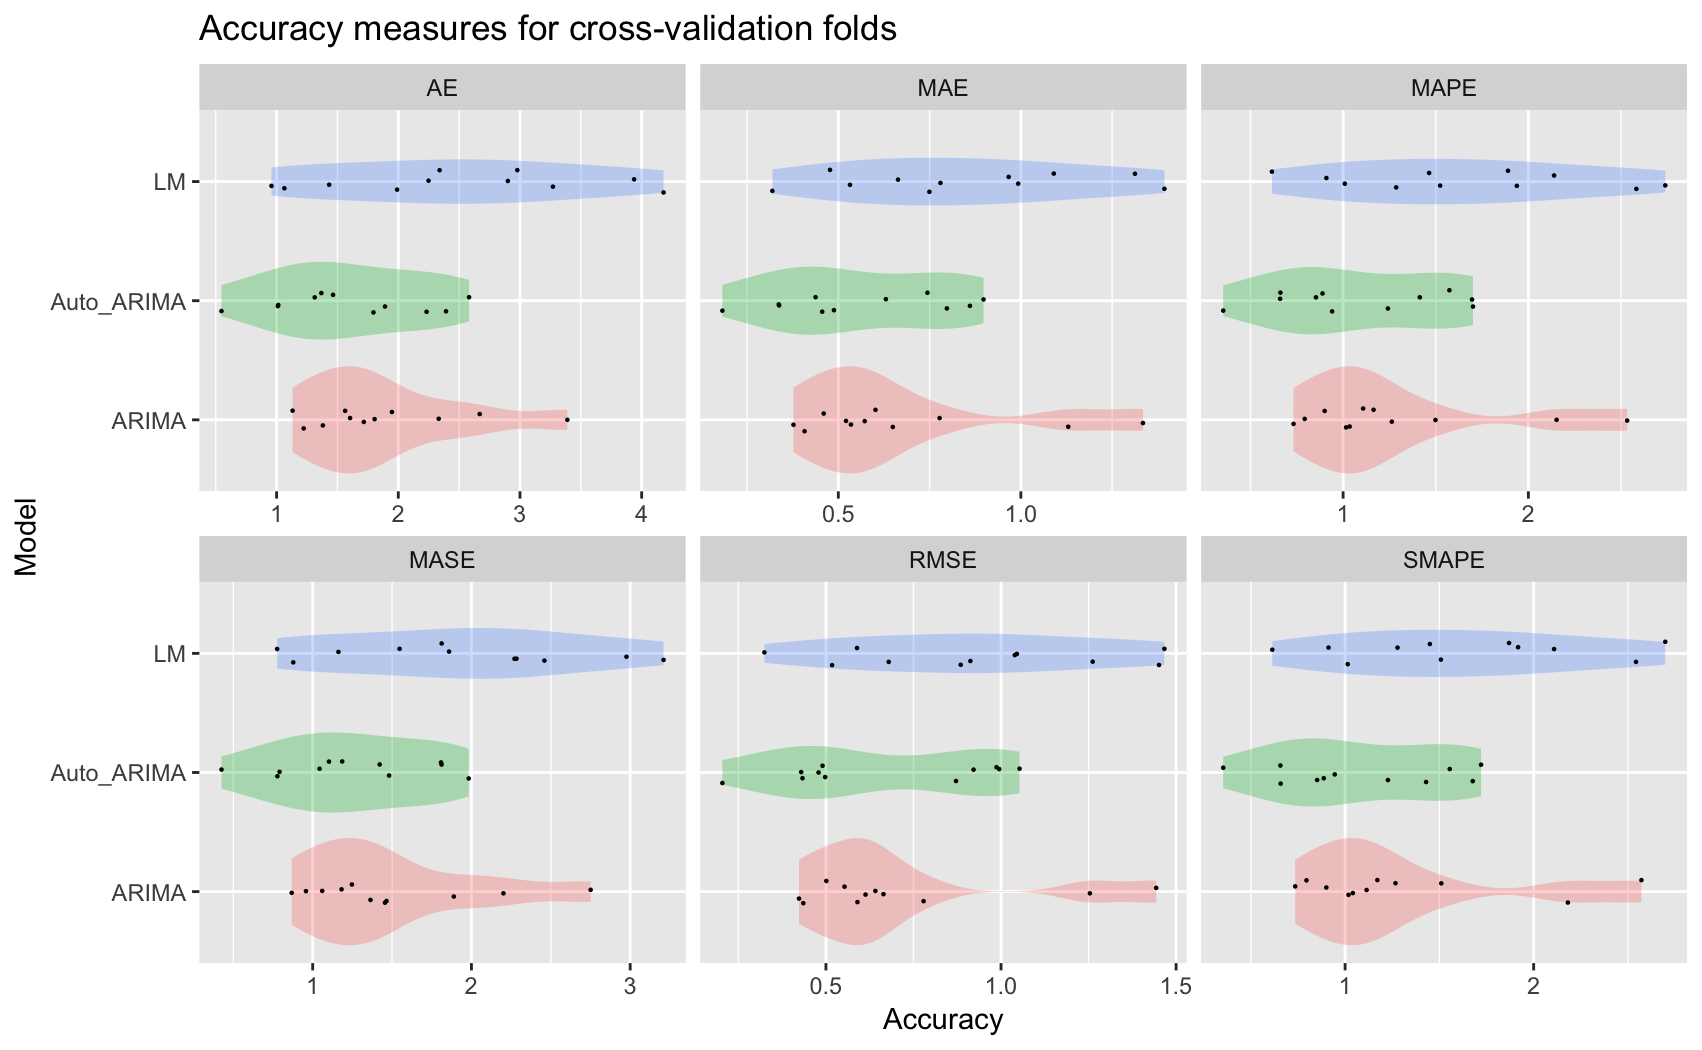 Accuracy measures for cross-validation folds
AE MAE MAPE
LM
Auto_ARIMA
ARIMA
1 2 3 4 0.5 1.0 1 2
Model
MASE RMSE SMAPE
LM
Auto_ARIMA
ARIMA
1 2 3 0.5 1.0 1.5 1 2
Accuracy